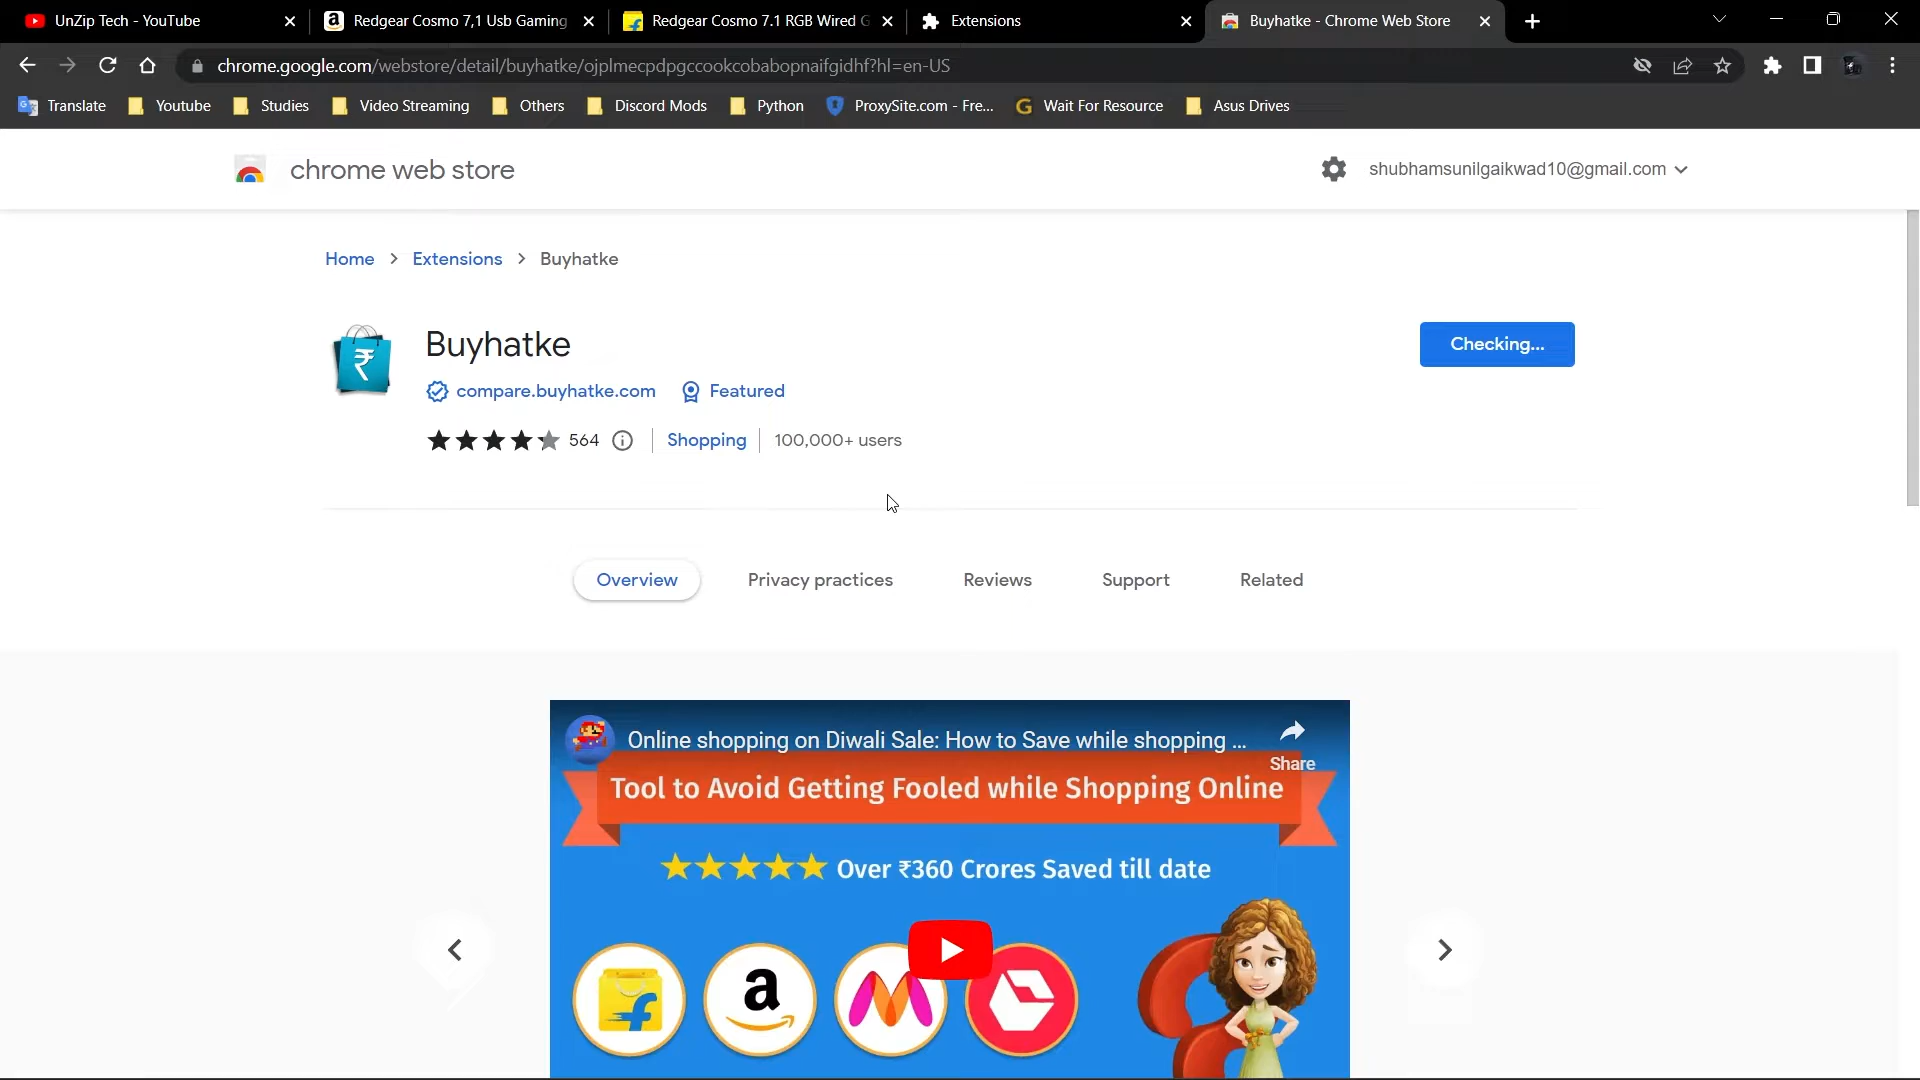 UnZip Tech - YouTube
Redgear Cosmo 7,1 Usb Gaming
Redgear Cosmo 7.1 RGB Wired G
Extensions
Buyhatke - Chrome Web Store
chrome.google.com/webstore/detail/buyhatke/ojplmecpdpgccookcobabopnaifgidhf?hl=en-US
Translate
Youtube
Studies
Video Streaming
Others
Discord Mods
Python
ProxySite.com - Fre...
Wait For Resource
Asus Drives
chrome web store
shubhamsunilgaikwad10@gmail.com
Home > Extensions > Buyhatke
Buyhatke
Checking...
compare.buyhatke.com
Featured
564
Shopping
100,000+ users
Overview
Privacy practices
Reviews
Support
Related
Online shopping on Diwali Sale: How to Save while shopping ...
Share
Tool to Avoid Getting Fooled while Shopping Online
Over ₹360 Crores Saved till date